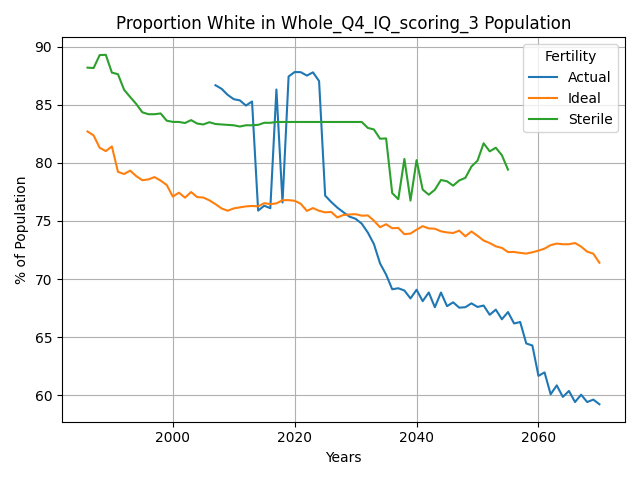 Proportion White in Whole_Q4_IQ_scoring_3 Population
Fertility
Actual
Ideal
Sterile
% of Population
90
85
80
75
70
65
60
2000
2020
2040
2060
Years